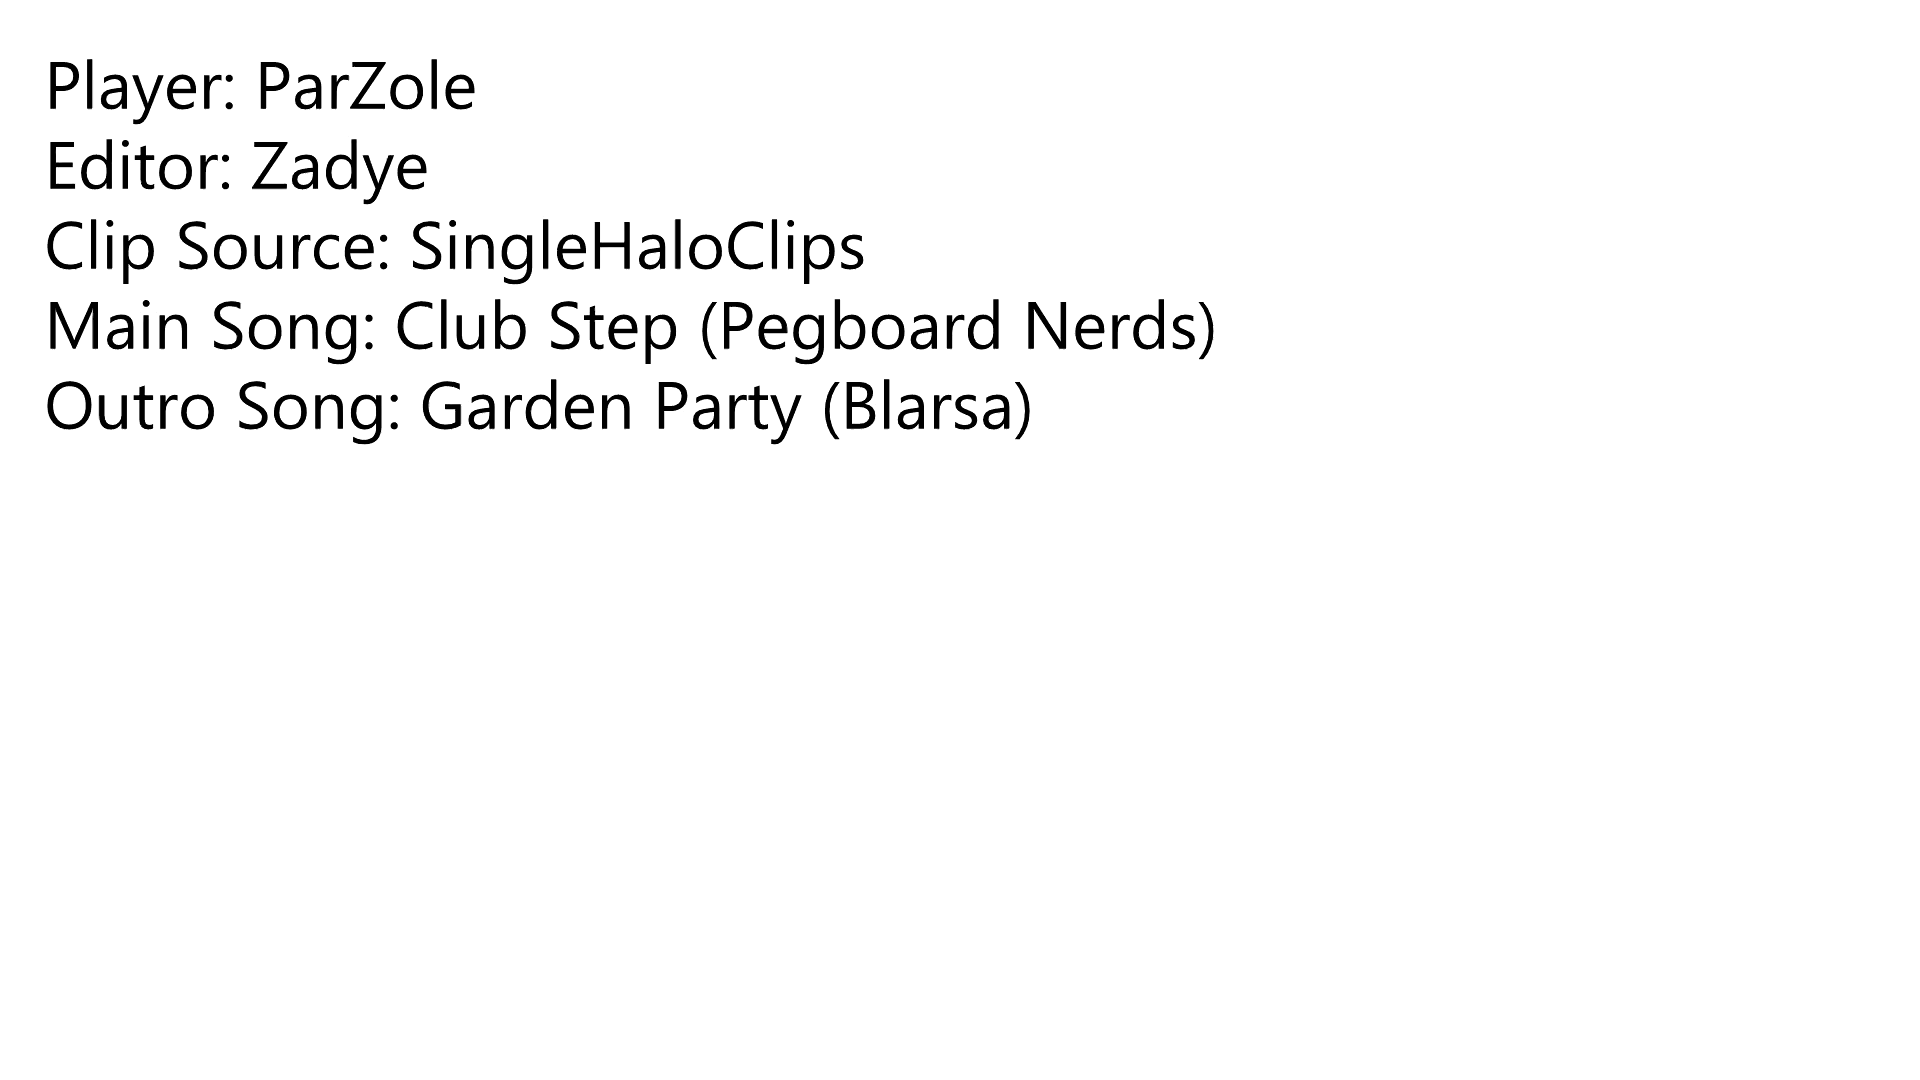 Player: ParZole
Editor: Zadye
Clip Source: SingleHaloClips
Main Song: Club Step (Pegboard Nerds)
Outro Song: Garden Party (Blarsa)